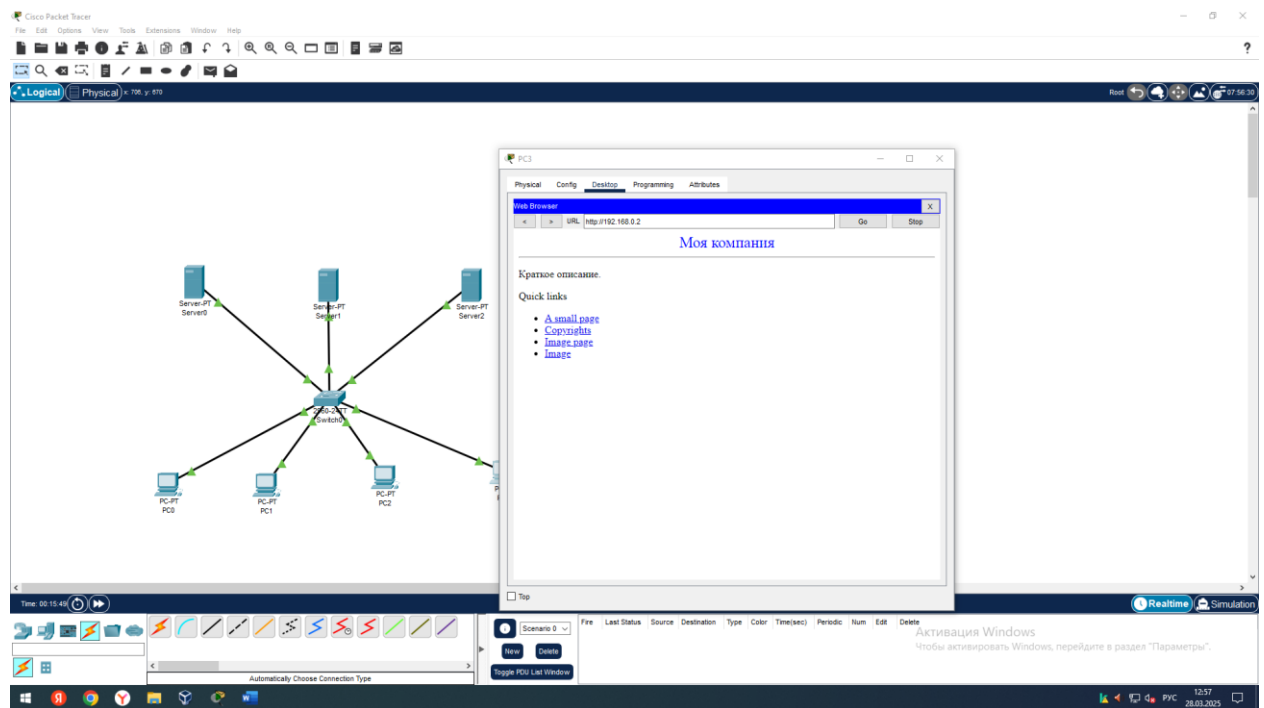 Cisco Packet Tracer
File Edit Options View Tools Extensions Window Help
?
Logical Physical x: 706, y: 670 Root 07:56:30
PC3
Physical Config Desktop Programming Attributes
Web Browser X
< > URL http://192.168.0.2 Go Stop
Моя компания
Краткое описание.
Quick links
A small page
Copyrights
Image page
Image
Top
Server-PT
Server0
Server-PT
Server1
Server-PT
Server2
2960-24TT
Switch0
PC-PT
PC0
PC-PT
PC1
PC-PT
PC2
Time: 00:15:49 Realtime Simulation
Scenario 0
New Delete
Toggle PDU List Window
Fire Last Status Source Destination Type Color Time(sec) Periodic Num Edit Delete
Automatically Choose Connection Type
Активация Windows
Чтобы активировать Windows, перейдите в раздел "Параметры".
РУС 12:57
28.03.2025